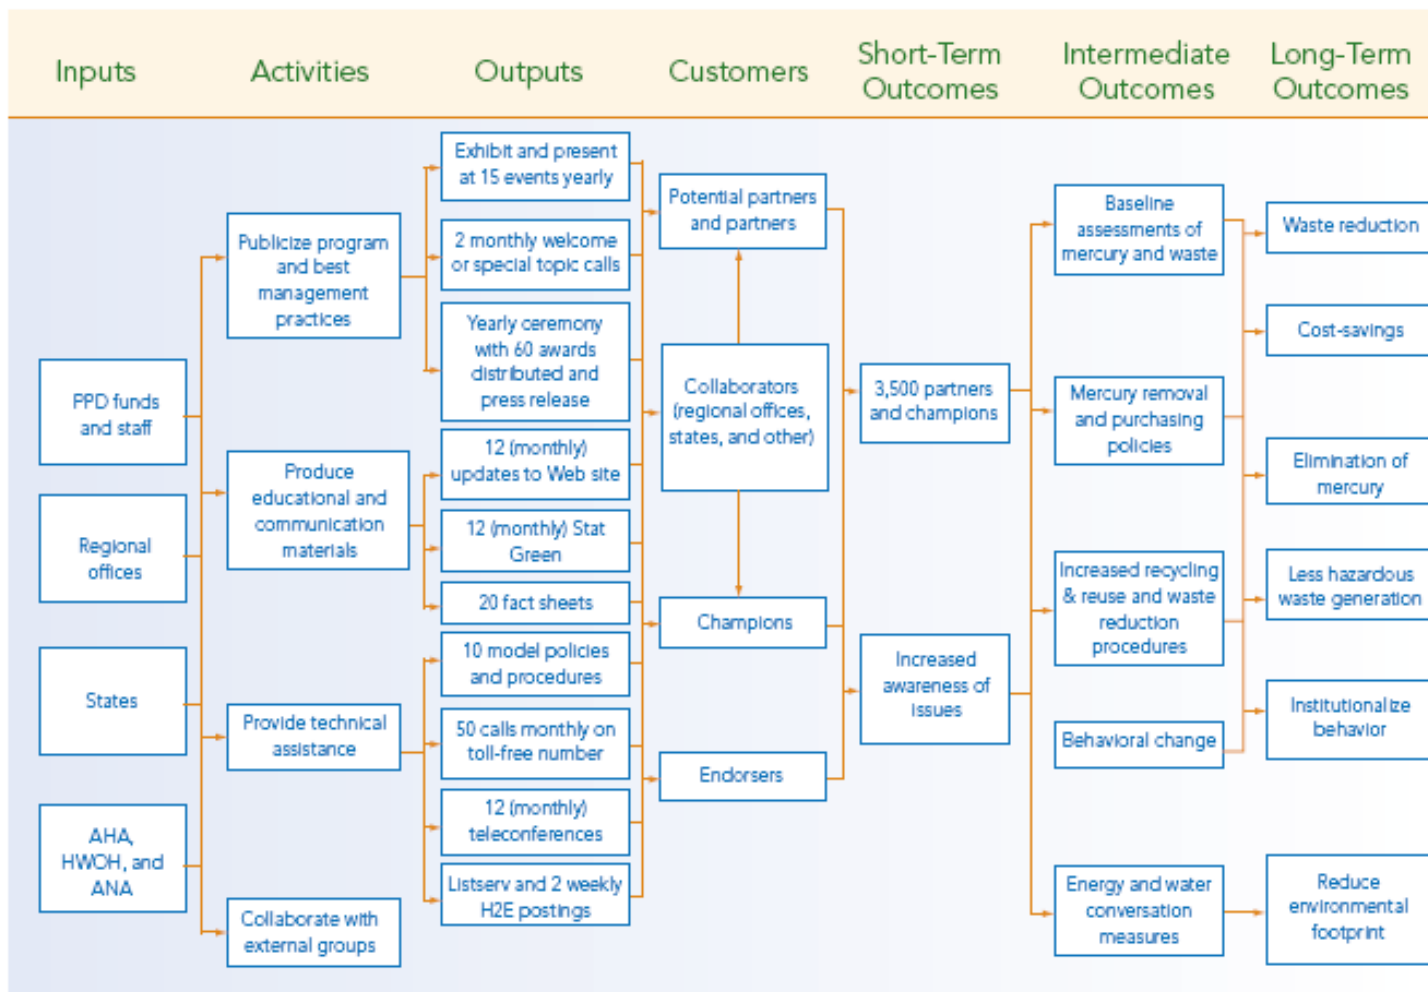 Inputs
Activities
Outputs
Customers
Short-Term
Outcomes
Intermediate
Outcomes
Long-Term
Outcomes
PPD funds
and staff
Regional
offices
States
AHA,
HWOH, and
ANA
Publicize program
and best
management
practices
Produce
educational and
communication
materials
Provide technical
assistance
Collaborate with
external groups
Exhibit and present
at 15 events yearly
2 monthly welcome
or special topic calls
Yearly ceremony
with 60 awards
distributed and
press release
12 (monthly)
updates to Web site
12 (monthly) Stat
Green
20 fact sheets
10 model policies
and procedures
50 calls monthly on
toll-free number
12 (monthly)
teleconferences
Listserv and 2 weekly
H2E postings
Potential partners
and partners
Collaborators
(regional offices,
states, and other)
Champions
Endorsers
3,500 partners
and champions
Increased
awareness of
issues
Baseline
assessments of
mercury and waste
Mercury removal
and purchasing
policies
Increased recycling
& reuse and waste
reduction
procedures
Behavioral change
Energy and water
conversation
measures
Waste reduction
Cost-savings
Elimination of
mercury
Less hazardous
waste generation
Institutionalize
behavior
Reduce
environmental
footprint